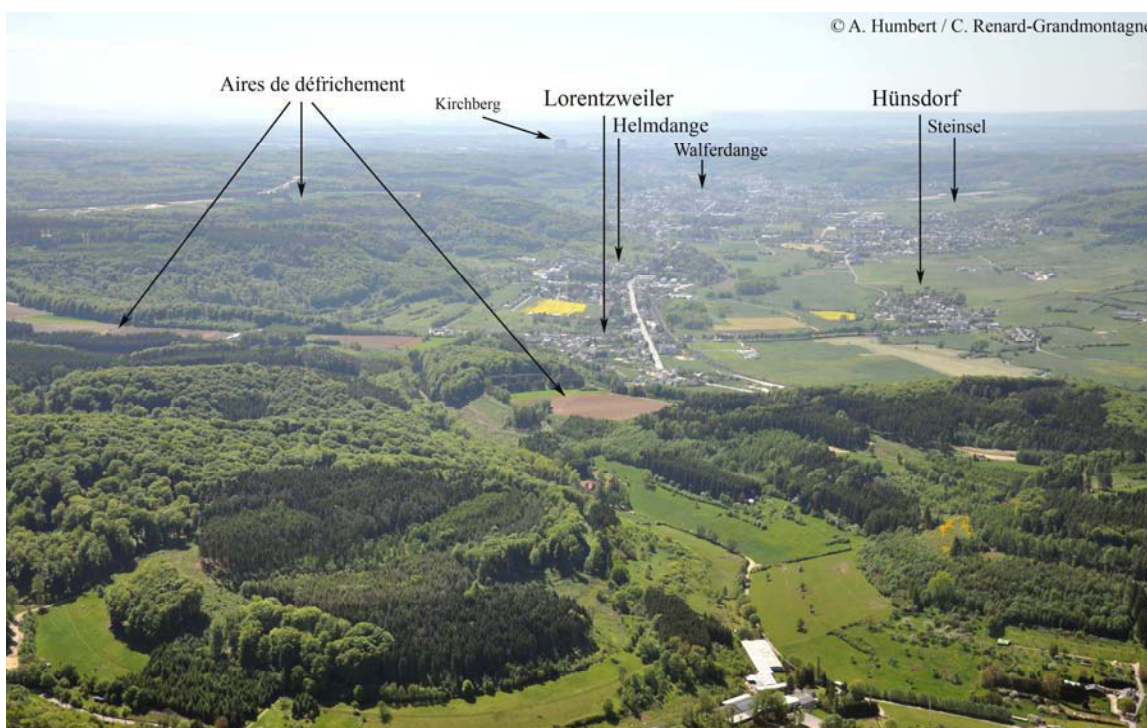 © A. Humbert / C. Renard-Grandmontagne
Aires de défrichement
Kirchberg
Lorentzweiler
Helmdange
Walferdange
Hünsdorf
Steinsel